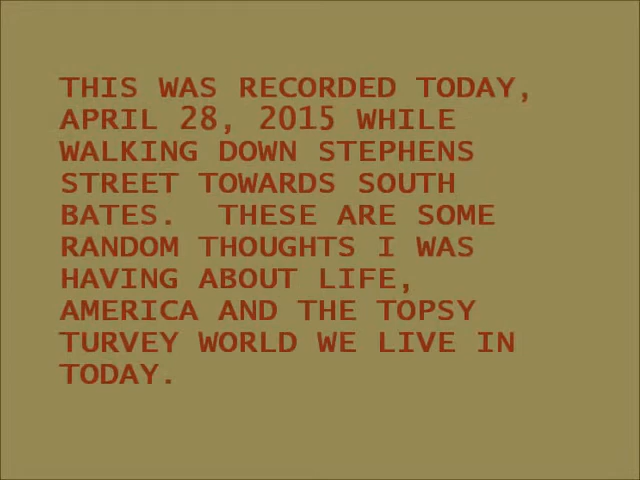 THIS WAS RECORDED TODAY,
APRIL 28, 2015 WHILE
WALKING DOWN STEPHENS
STREET TOWARDS SOUTH
BATES.  THESE ARE SOME
RANDOM THOUGHTS I WAS
HAVING ABOUT LIFE,
AMERICA AND THE TOPSY
TURVEY WORLD WE LIVE IN
TODAY.